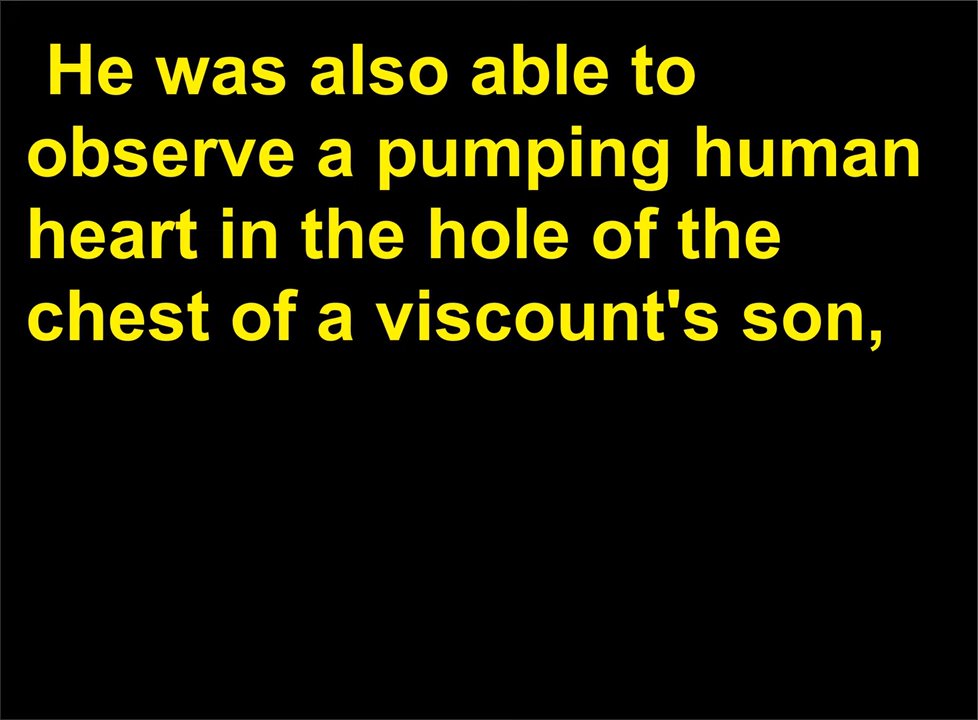 He was also able to
observe a pumping human
heart in the hole of the
chest of a viscount's son,